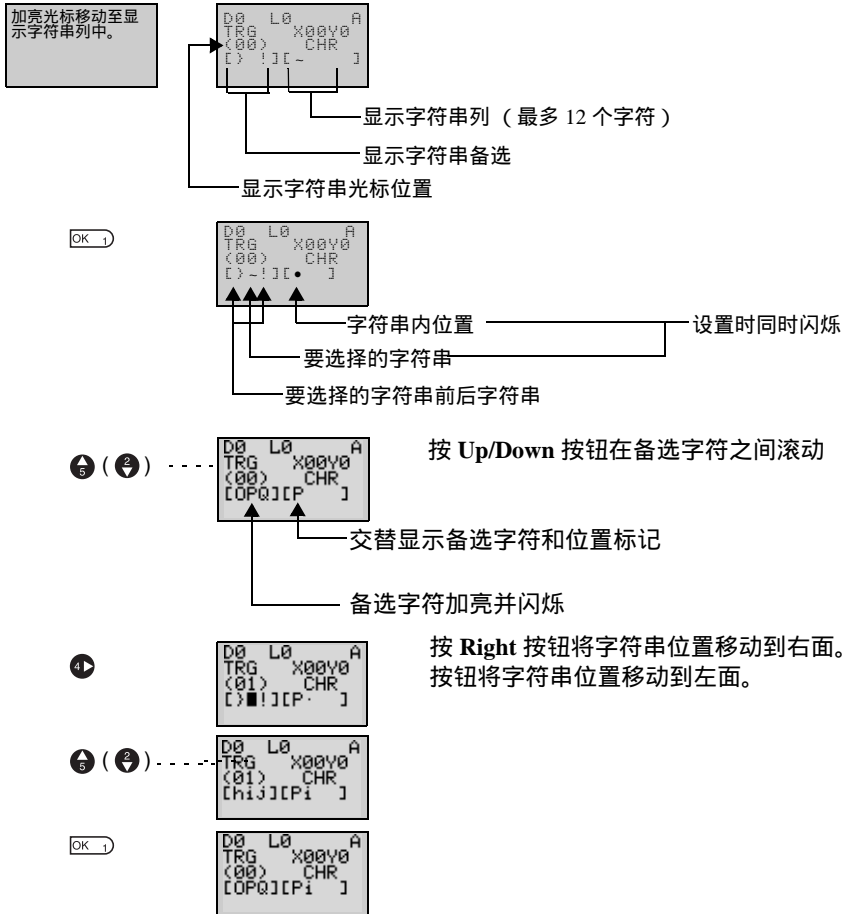 加亮光标移动至显
示字符串列中。
D0 L0 A
TRG X00Y0
(00) CHR
[} !][~ ]
显示字符串列 （最多 12 个字符）
显示字符串备选
显示字符串光标位置
OK 1
D0 L0 A
TRG X00Y0
(00) CHR
[}~!][• ]
字符串内位置
设置时同时闪烁
要选择的字符串
要选择的字符串前后字符串
5 ( 2 )
D0 L0 A
TRG X00Y0
(00) CHR
[OPQ][P ]
按 Up/Down 按钮在备选字符之间滚动
交替显示备选字符和位置标记
备选字符加亮并闪烁
4
D0 L0 A
TRG X00Y0
(01) CHR
[}█!][P· ]
按 Right 按钮将字符串位置移动到右面。
按钮将字符串位置移动到左面。
5 ( 2 )
D0 L0 A
TRG X00Y0
(01) CHR
[hij][Pi ]
OK 1
D0 L0 A
TRG X00Y0
(00) CHR
[OPQ][Pi ]